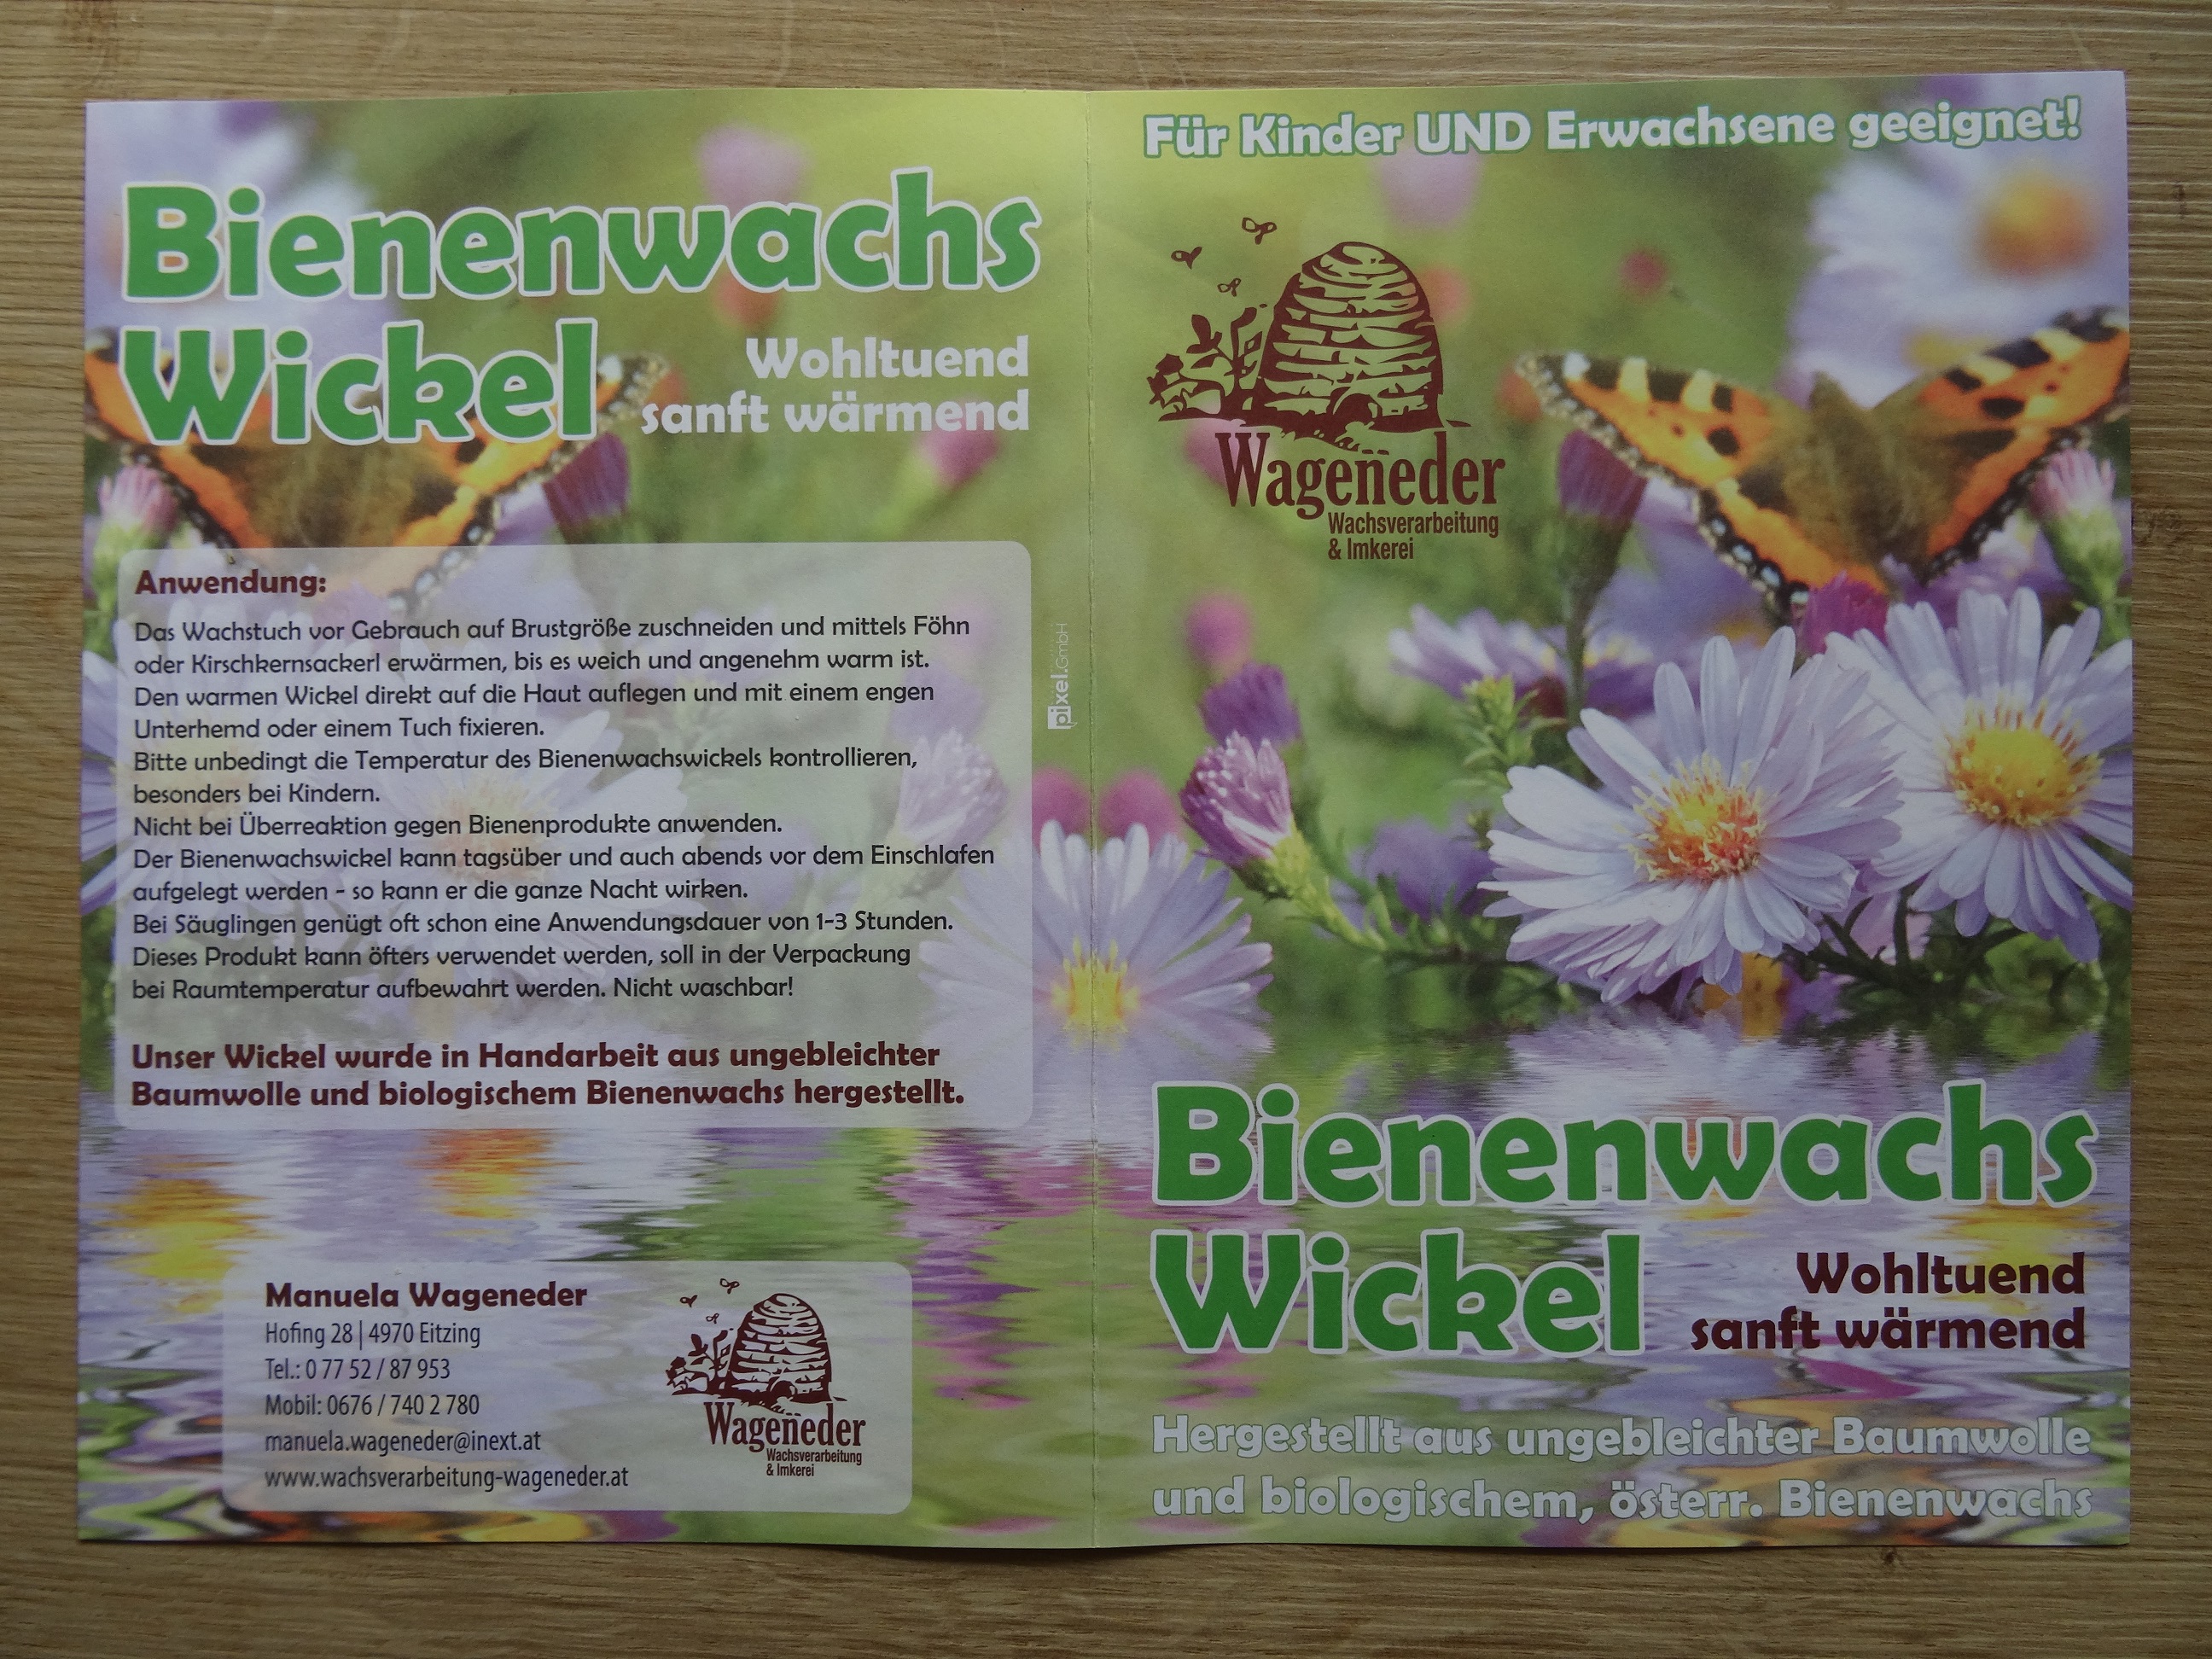 Bienenwachs
Wickel
Wohltuend
sanft wärmend
Anwendung:
Das Wachstuch vor Gebrauch auf Brustgröße zuschneiden und mittels Föhn
oder Kirschkernsackerl erwärmen, bis es weich und angenehm warm ist.
Den warmen Wickel direkt auf die Haut auflegen und mit einem engen
Unterhemd oder einem Tuch fixieren.
Bitte unbedingt die Temperatur des Bienenwachswickels kontrollieren,
besonders bei Kindern.
Nicht bei Überreaktion gegen Bienenprodukte anwenden.
Der Bienenwachswickel kann tagsüber und auch abends vor dem Einschlafen
aufgelegt werden - so kann er die ganze Nacht wirken.
Bei Säuglingen genügt oft schon eine Anwendungsdauer von 1-3 Stunden.
Dieses Produkt kann öfters verwendet werden, soll in der Verpackung
bei Raumtemperatur aufbewahrt werden. Nicht waschbar!
Unser Wickel wurde in Handarbeit aus ungebleichter
Baumwolle und biologischem Bienenwachs hergestellt.
Manuela Wageneder
Hofing 28 | 4970 Eitzing
Tel.: 0 77 52 / 87 953
Mobil: 0676 / 740 2 780
manuela.wageneder@inext.at
www.wachsverarbeitung-wageneder.at
Wageneder
Wachsverarbeitung
& Imkerei
pixel.GmbH
Für Kinder UND Erwachsene geeignet!
Wageneder
Wachsverarbeitung
& Imkerei
Bienenwachs
Wickel
Wohltuend
sanft wärmend
Hergestellt aus ungebleichter Baumwolle
und biologischem, österr. Bienenwachs